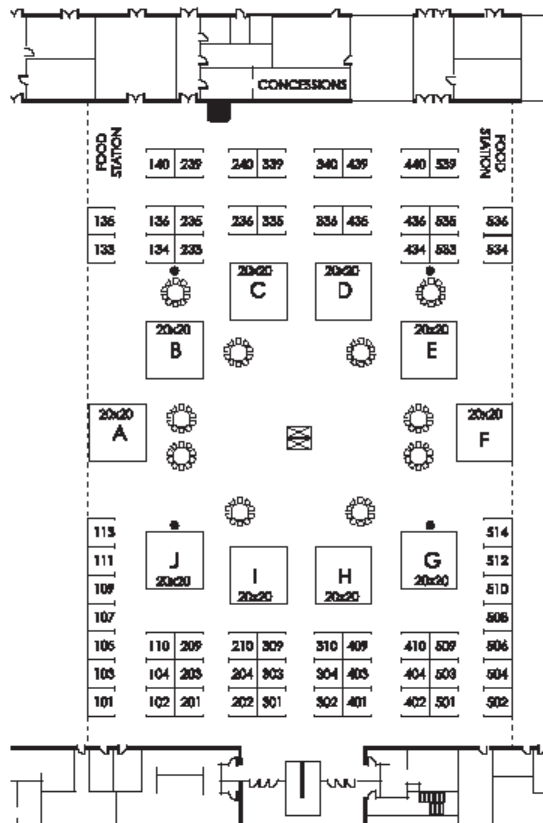 CONCESSIONS
FOOD STATION
FOOD STATION
140 239 240 339 340 439 440 539
135 136 235 236 335 336 435 436 535 536
133 134 233 434 533 534
20x20 20x20
C D
20x20 20x20
B E
20x20 20x20
A F
113 514
111 J G 512
109 20x20 I H 20x20 510
20x20 20x20
107 508
105 110 209 210 309 310 409 410 509 506
103 104 203 204 303 304 403 404 503 504
101 102 201 202 301 302 401 402 501 502